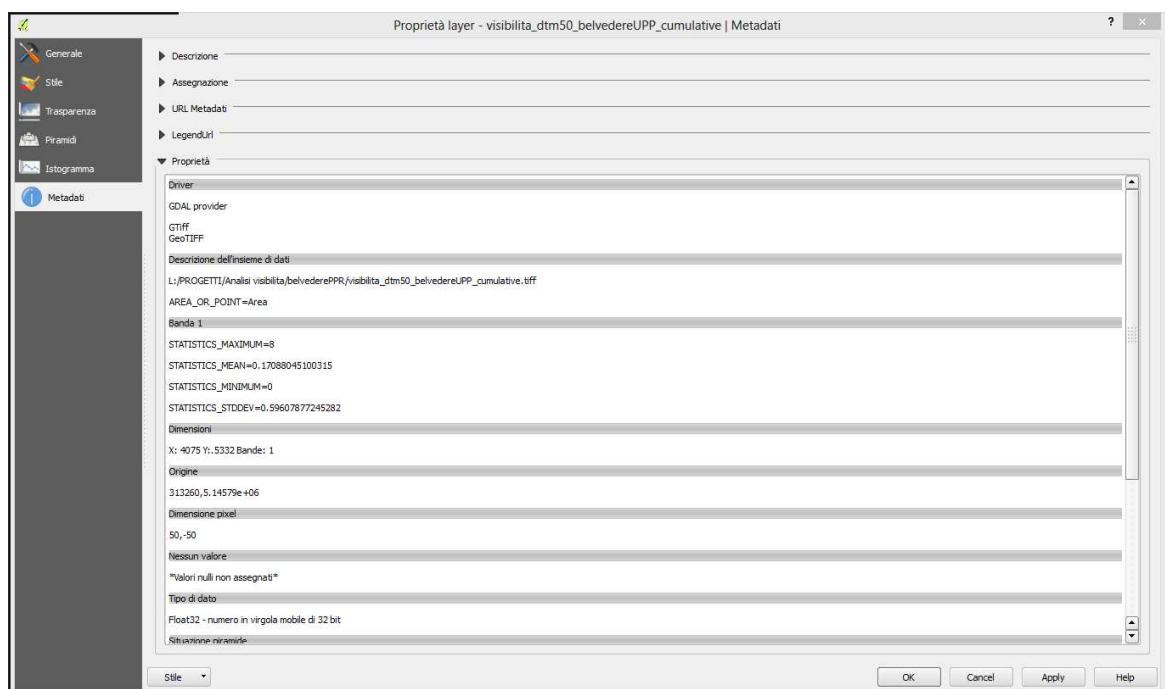 Proprietà layer - visibilita_dtm50_belvedereUPP_cumulative | Metadati
?
x
Generale
Stile
Trasparenza
Piramidi
Istogramma
Metadati
Descrizione
Assegnazione
URL Metadati
LegendUrl
Proprietà
Driver
GDAL provider
GTiff
GeoTIFF
Descrizione dell'insieme di dati
L:/PROGETTI/Analisi visibilita/belvederePPR/visibilita_dtm50_belvedereUPP_cumulative.tiff
AREA_OR_POINT=Area
Banda 1
STATISTICS_MAXIMUM=8
STATISTICS_MEAN=0.17088045100315
STATISTICS_MINIMUM=0
STATISTICS_STDDEV=0.59607877245282
Dimensioni
X: 4075 Y: 5332 Bande: 1
Origine
313260,5.14579e+06
Dimensione pixel
50,-50
Nessun valore
*Valori nulli non assegnati*
Tipo di dato
Float32 - numero in virgola mobile di 32 bit
Situazione piramide
Stile
OK
Cancel
Apply
Help